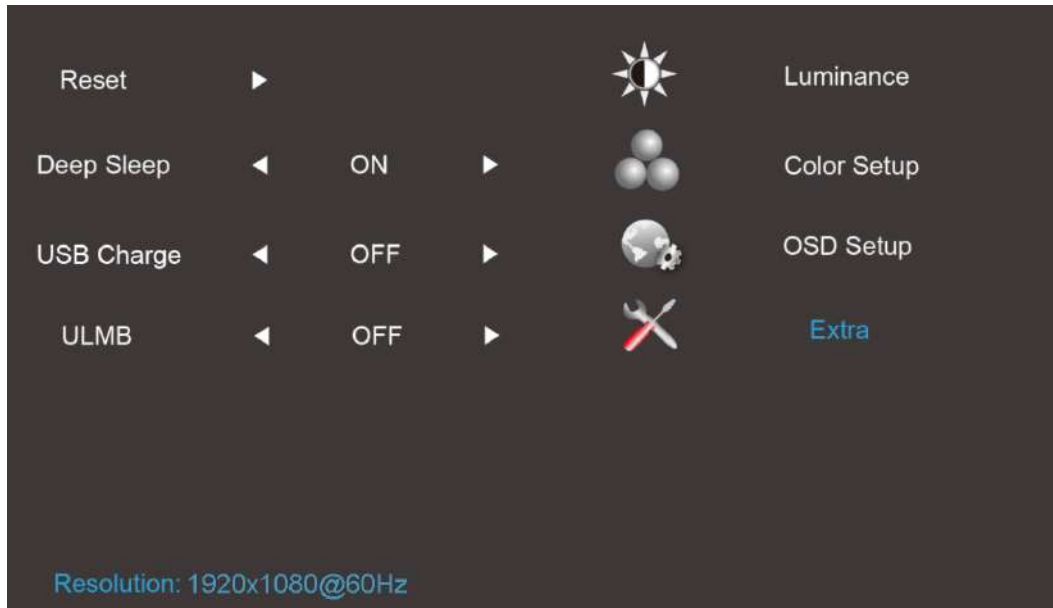 Reset
Luminance
Deep Sleep ON
Color Setup
USB Charge OFF
OSD Setup
ULMB OFF
Extra
Resolution: 1920x1080@60Hz